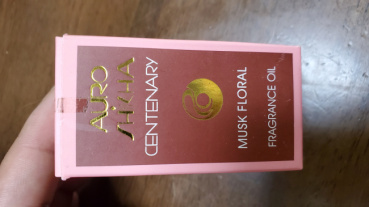 AURO
SHIKHA
CENTENARY
MUSK FLORAL
FRAGRANCE OIL